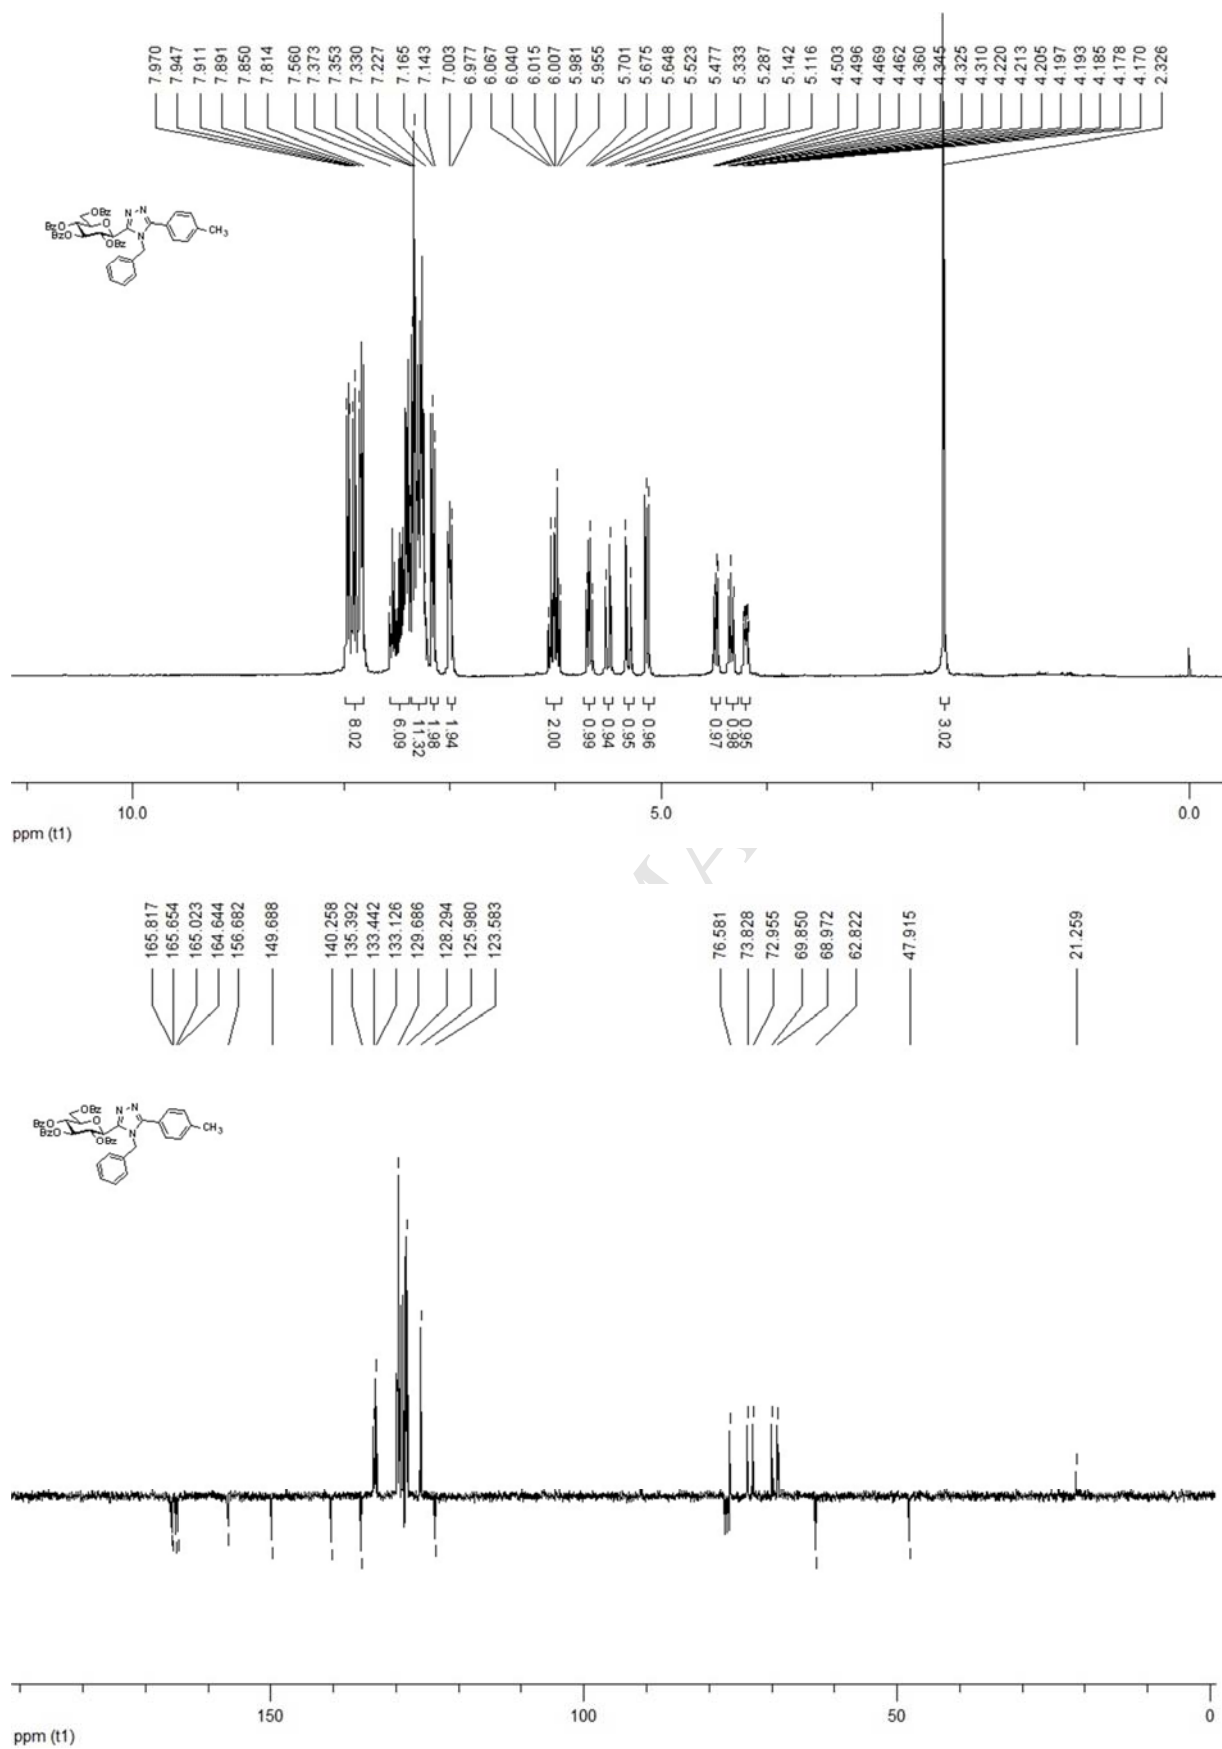 7.970 7.947 7.911 7.891 7.850 7.814 7.560 7.373 7.353 7.330 7.227 7.165 7.143 7.003 6.977 6.067 6.040 6.015 6.007 5.981 5.955 5.701 5.675 5.648 5.523 5.477 5.333 5.287 5.142 5.116 4.503 4.496 4.469 4.462 4.360 4.345 4.325 4.310 4.220 4.213 4.205 4.197 4.193 4.185 4.178 4.170 2.326
OBz N N
BzO O
BzO OBz N CH3
8.02 6.09 11.32 1.98 1.94 2.00 0.99 0.94 0.95 0.96 0.97 0.98 0.95 3.02
10.0 5.0 0.0
ppm (t1)
165.817 165.654 165.023 164.644 156.682 149.688 140.258 135.392 133.442 133.126 129.686 128.294 125.980 123.583 76.581 73.828 72.955 69.850 68.972 62.822 47.915 21.259
OBz N N
BzO O
BzO OBz N CH3
150 100 50 0
ppm (t1)